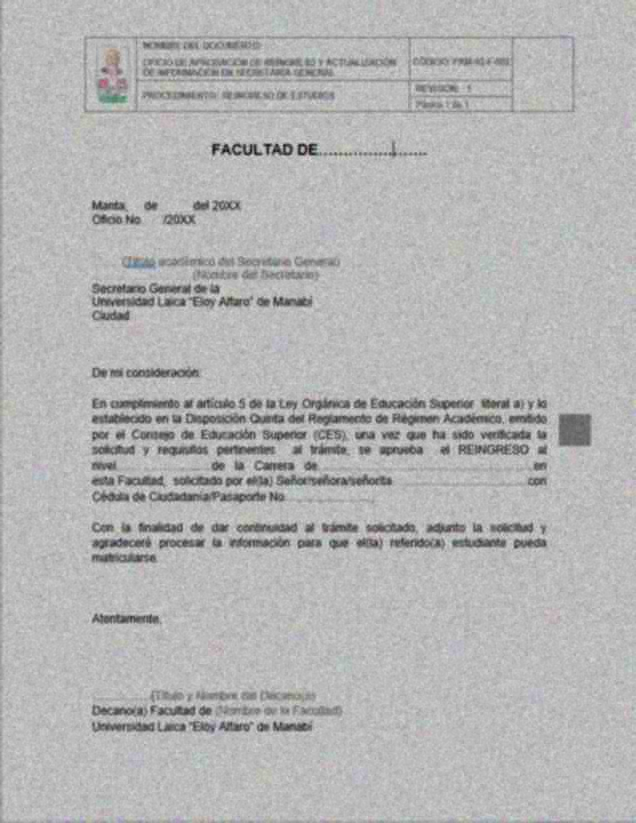 NOMBRE DEL DOCUMENTO:
OFICIO DE APROBACIÓN DE REINGRESO Y ACTUALIZACIÓN
DE INFORMACIÓN EN SECRETARÍA GENERAL
CÓDIGO:
PROCEDIMIENTO: REINGRESO DE ESTUDIOS
REVISIÓN: 1
Página 1 de 1
FACULTAD DE.....................
Manta, de del 20XX
Oficio No /20XX
(Título académico del Secretario General)
(Nombre del Secretario)
Secretario General de la
Universidad Laica “Eloy Alfaro” de Manabí
Ciudad
De mi consideración:
En cumplimiento al artículo 5 de la Ley Orgánica de Educación Superior literal a) y lo
establecido en la Disposición Quinta del Reglamento de Régimen Académico, emitido
por el Consejo de Educación Superior (CES), una vez que ha sido verificada la
solicitud y requisitos pertinentes al trámite, se aprueba el REINGRESO al
nivel.......................... de la Carrera de............................................................ en
esta Facultad, solicitado por el(la) Señor/señora/señorita ..................................... con
Cédula de Ciudadanía/Pasaporte No.........................
Con la finalidad de dar continuidad al trámite solicitado, adjunto la solicitud y
agradeceré procesar la información para que el(la) referido(a) estudiante pueda
matricularse.
Atentamente,
................(Título y Nombre del Decano(a))
Decano(a) Facultad de (Nombre de la Facultad)
Universidad Laica “Eloy Alfaro” de Manabí